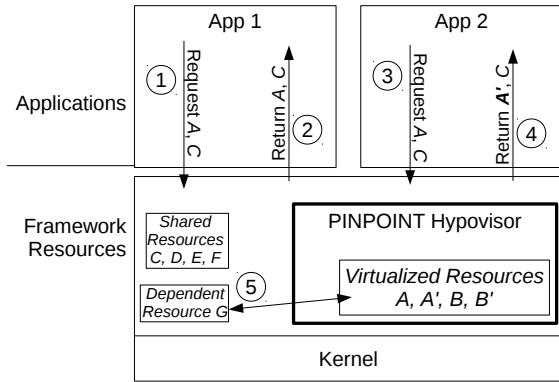 App 1
App 2
1
Request A, C
2
Return A, C
3
Request A, C
4
Return A', C
Applications
Framework
Resources
Shared
Resources
C, D, E, F
Dependent
Resource G
5
PINPOINT Hypovisor
Virtualized Resources
A, A', B, B'
Kernel